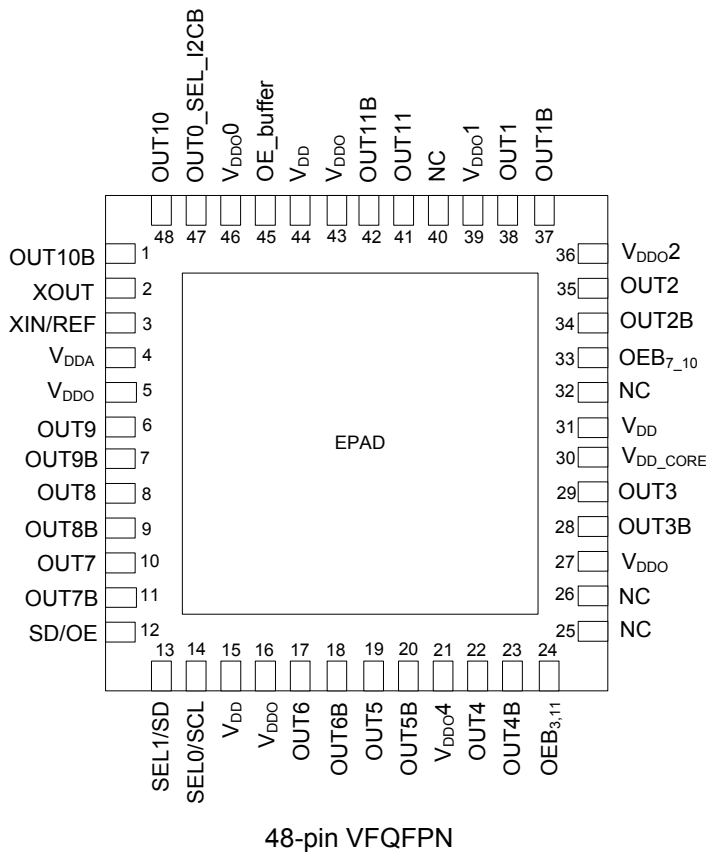 OUT10
OUT0_SEL_I2CB
VDDO0
OE_buffer
VDD
VDDO
OUT11B
OUT11
NC
VDDO1
OUT1
OUT1B
48 47 46 45 44 43 42 41 40 39 38 37
OUT10B 1
XOUT 2
XIN/REF 3
VDDA 4
VDDO 5
OUT9 6
OUT9B 7
OUT8 8
OUT8B 9
OUT7 10
OUT7B 11
SD/OE 12
EPAD
36 VDDO2
35 OUT2
34 OUT2B
33 OEB7_10
32 NC
31 VDD
30 VDD_CORE
29 OUT3
28 OUT3B
27 VDDO
26 NC
25 NC
13 14 15 16 17 18 19 20 21 22 23 24
SEL1/SD
SEL0/SCL
VDD
VDDO
OUT6
OUT6B
OUT5
OUT5B
VDDO4
OUT4
OUT4B
OEB3,11
48-pin VFQFPN